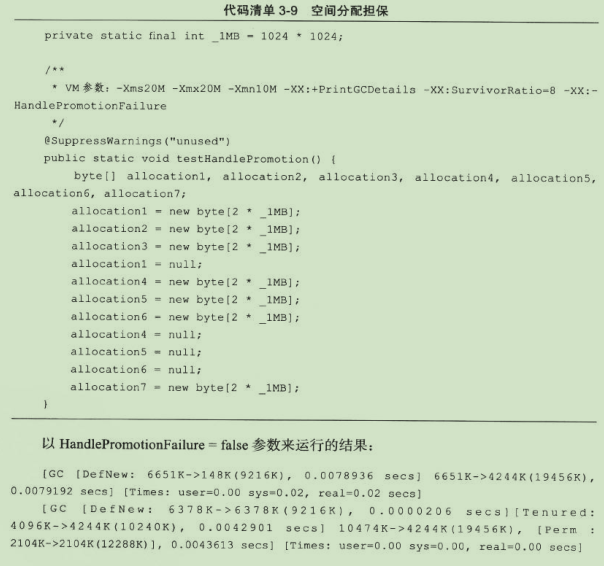 代码清单 3-9 空间分配担保
private static final int _1MB = 1024 * 1024;
/**
* VM 参数：-Xms20M -Xmx20M -Xmn10M -XX:+PrintGCDetails -XX:SurvivorRatio=8 -XX:-
HandlePromotionFailure
*/
@SuppressWarnings("unused")
public static void testHandlePromotion() {
byte[] allocation1, allocation2, allocation3, allocation4, allocation5,
allocation6, allocation7;
allocation1 = new byte[2 * _1MB];
allocation2 = new byte[2 * _1MB];
allocation3 = new byte[2 * _1MB];
allocation1 = null;
allocation4 = new byte[2 * _1MB];
allocation5 = new byte[2 * _1MB];
allocation6 = new byte[2 * _1MB];
allocation4 = null;
allocation5 = null;
allocation6 = null;
allocation7 = new byte[2 * _1MB];
}
以 HandlePromotionFailure = false 参数来运行的结果：
[GC [DefNew: 6651K->148K(9216K), 0.0078936 secs] 6651K->4244K(19456K),
0.0079192 secs] [Times: user=0.00 sys=0.02, real=0.02 secs]
[GC [DefNew: 6378K->6378K(9216K), 0.0000206 secs][Tenured:
4096K->4244K(10240K), 0.0042901 secs] 10474K->4244K(19456K), [Perm :
2104K->2104K(12288K)], 0.0043613 secs] [Times: user=0.00 sys=0.00, real=0.00 secs]